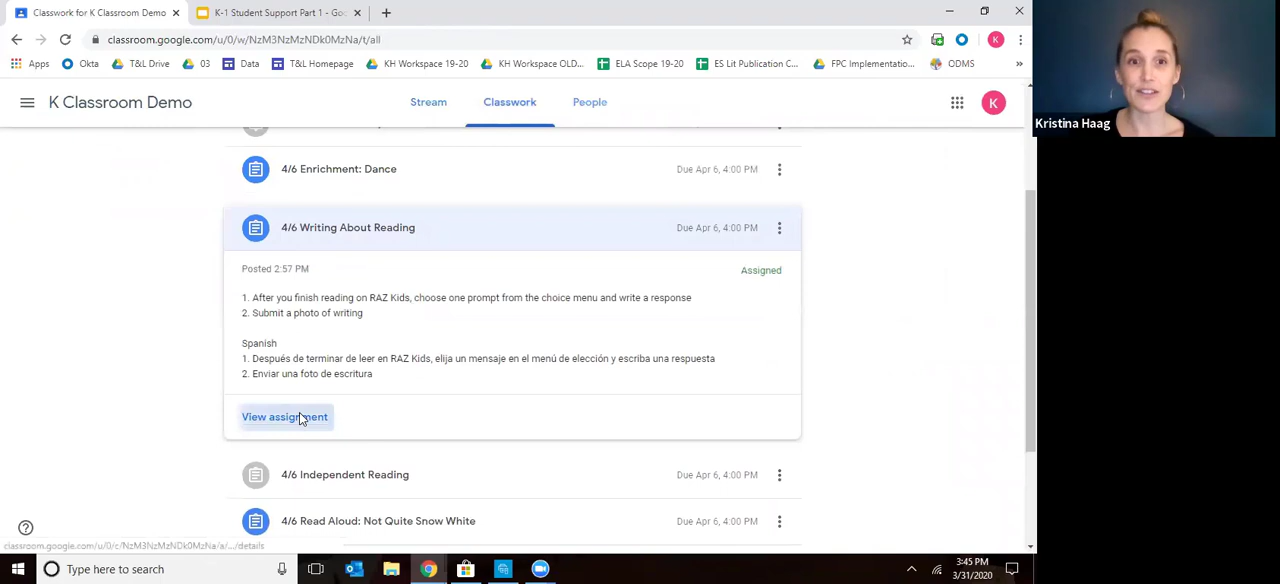 Classwork for K Classroom Demo
K-1 Student Support Part 1 - Goo
classroom.google.com/u/0/w/NzM3NzMzNDk0MzNa/t/all
Apps
Okta
T&L Drive
03
Data
T&L Homepage
KH Workspace 19-20
KH Workspace OLD...
ELA Scope 19-20
ES Lit Publication C...
FPC Implementatio...
ODMS
»
K Classroom Demo
Stream
Classwork
People
K
Kristina Haag
4/6 Enrichment: Dance
Due Apr 6, 4:00 PM
4/6 Writing About Reading
Due Apr 6, 4:00 PM
Posted 2:57 PM
Assigned
1. After you finish reading on RAZ Kids, choose one prompt from the choice menu and write a response
2. Submit a photo of writing
Spanish
1. Después de terminar de leer en RAZ Kids, elija un mensaje en el menú de elección y escriba una respuesta
2. Enviar una foto de escritura
View assignment
4/6 Independent Reading
Due Apr 6, 4:00 PM
4/6 Read Aloud: Not Quite Snow White
Due Apr 6, 4:00 PM
classroom.google.com/u/0/c/NzM3NzMzNDk0MzNa/a/.../details
Type here to search
3:45 PM
3/31/2020